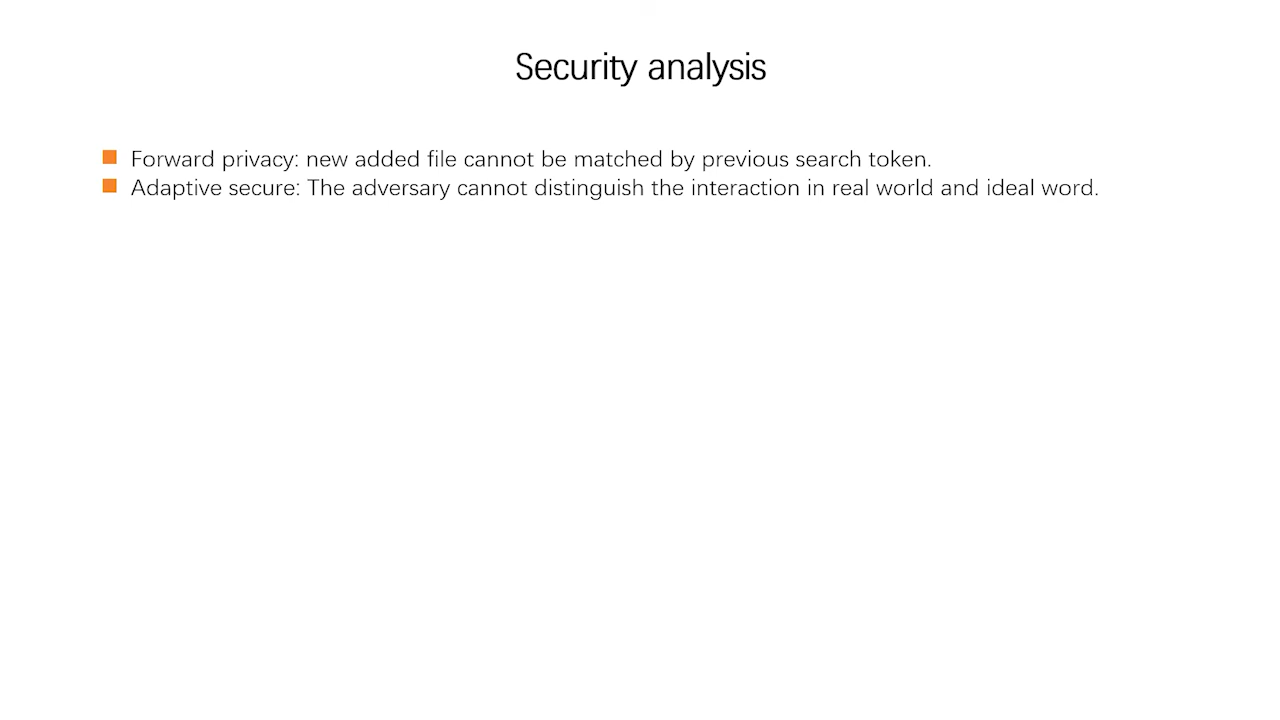 Security analysis
Forward privacy: new added file cannot be matched by previous search token.
Adaptive secure: The adversary cannot distinguish the interaction in real world and ideal word.